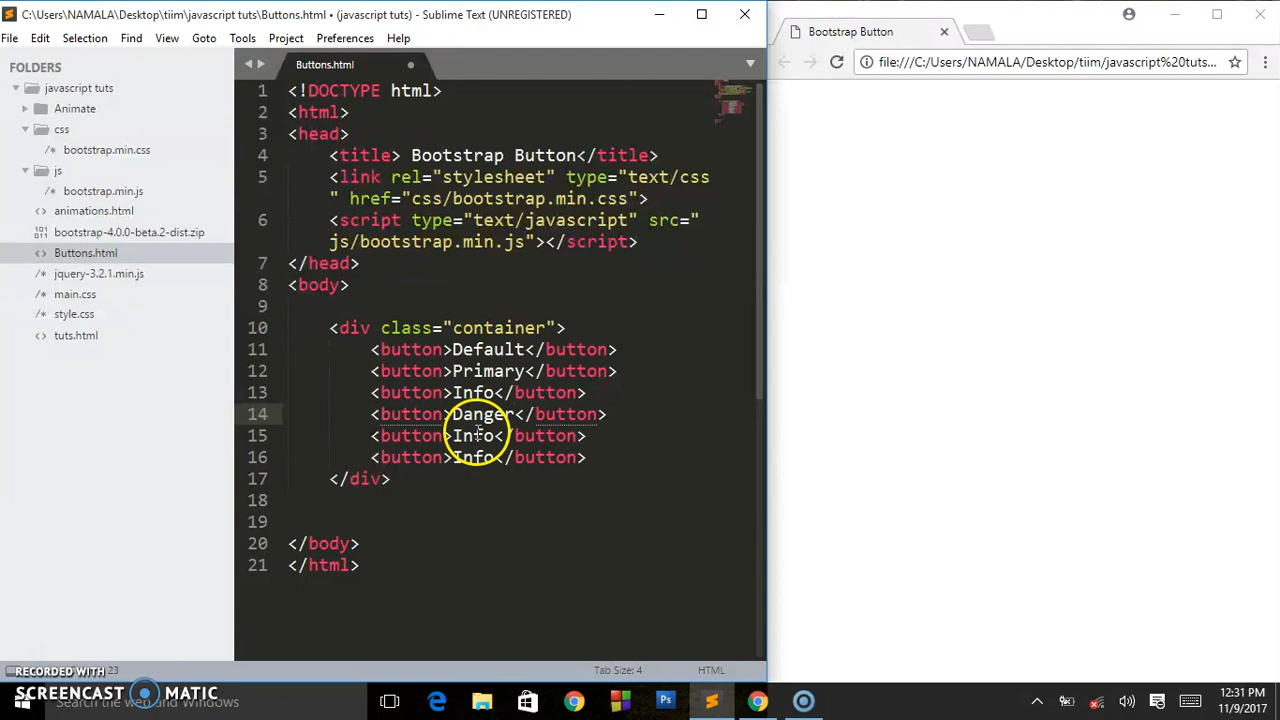 C:\Users\NAMALA\Desktop\tiim\javascript tuts\Buttons.html • (javascript tuts) - Sublime Text (UNREGISTERED)
File Edit Selection Find View Goto Tools Project Preferences Help
FOLDERS
javascript tuts
Animate
css
bootstrap.min.css
js
bootstrap.min.js
animations.html
bootstrap-4.0.0-beta.2-dist.zip
Buttons.html
jquery-3.2.1.min.js
main.css
style.css
tuts.html
Buttons.html
1 <!DOCTYPE html>
2 <html>
3 <head>
4 <title> Bootstrap Button</title>
5 <link rel="stylesheet" type="text/css
" href="css/bootstrap.min.css">
6 <script type="text/javascript" src="
js/bootstrap.min.js"></script>
7 </head>
8 <body>
9
10 <div class="container">
11 <button>Default</button>
12 <button>Primary</button>
13 <button>Info</button>
14 <button>Danger</button>
15 <button>Info</button>
16 <button>Info</button>
17 </div>
18
19
20 </body>
21 </html>
23
Tab Size: 4 HTML
Bootstrap Button
file:///C:/Users/NAMALA/Desktop/tiim/javascript%20tuts...
RECORDED WITH
SCREENCAST MATIC
Search the web and Windows
Ps
12:31 PM
11/9/2017